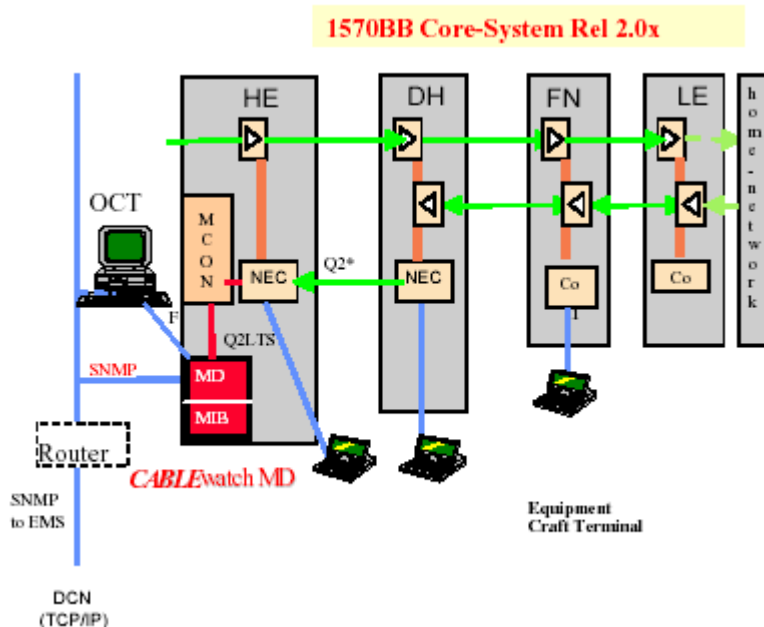 1570BB Core-System Rel 2.0x
HE
DH
FN
LE
home-network
OCT
MCON
NEC
Q2*
NEC
Co
Co
F
Q2LTS
SNMP
MD
MIB
Router
CABLEwatch MD
SNMP
to EMS
Equipment
Craft Terminal
DCN
(TCP/IP)